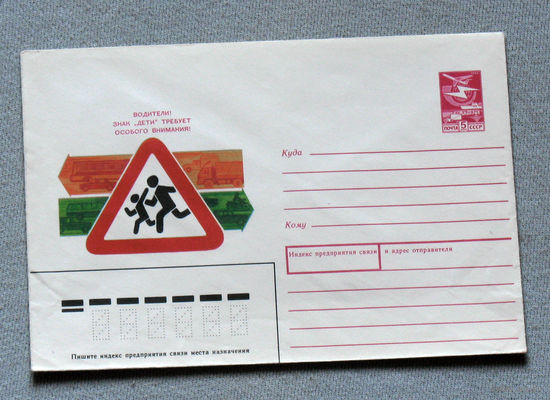 ВОДИТЕЛИ!
ЗНАК „ДЕТИ" ТРЕБУЕТ
ОСОБОГО ВНИМАНИЯ!
ПОЧТА 5К СССР
Куда
Кому
Индекс предприятия связи и адрес отправителя
Пишите индекс предприятия связи места назначения